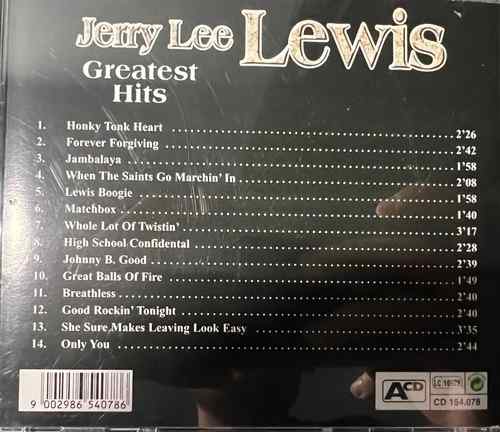 Jerry Lee Lewis
Greatest
Hits
1. Honky Tonk Heart 2'26
2. Forever Forgiving 2'42
3. Jambalaya 1'58
4. When The Saints Go Marchin' In 2'08
5. Lewis Boogie 1'58
6. Matchbox 1'40
7. Whole Lot Of Twistin' 3'17
8. High School Confidental 2'28
9. Johnny B. Good 2'39
10. Great Balls Of Fire 1'49
11. Breathless 2'40
12. Good Rockin' Tonight 2'40
13. She Sure Makes Leaving Look Easy 3'35
14. Only You 2'44
9 002986 540786
ACD
LC
CD 154.078